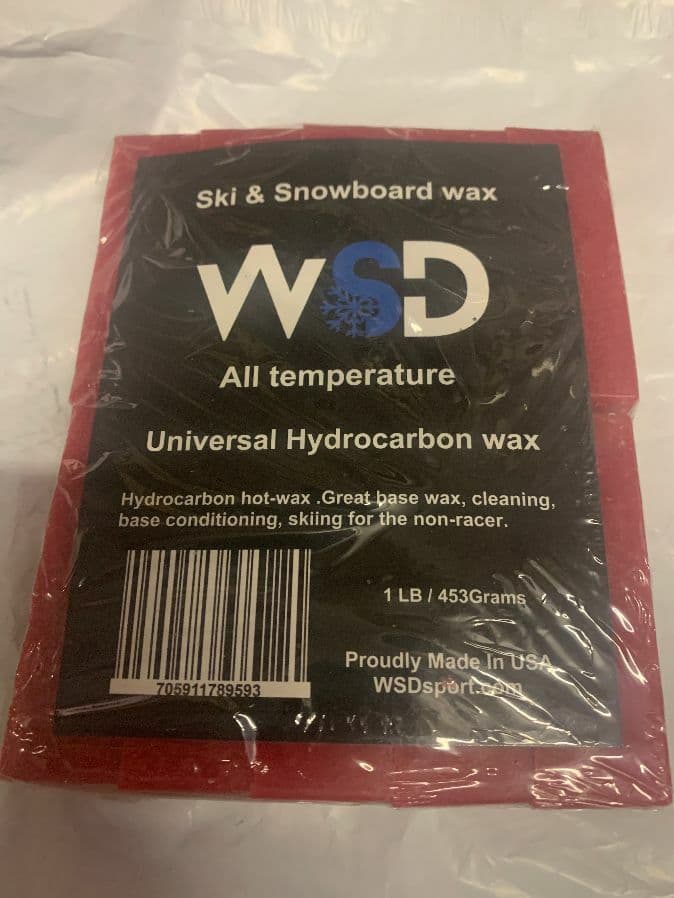 Ski & Snowboard wax
WSD
All temperature
Universal Hydrocarbon wax
Hydrocarbon hot-wax .Great base wax, cleaning,
base conditioning, skiing for the non-racer.
1 LB / 453Grams
Proudly Made In USA
WSDsport.com
705911789593